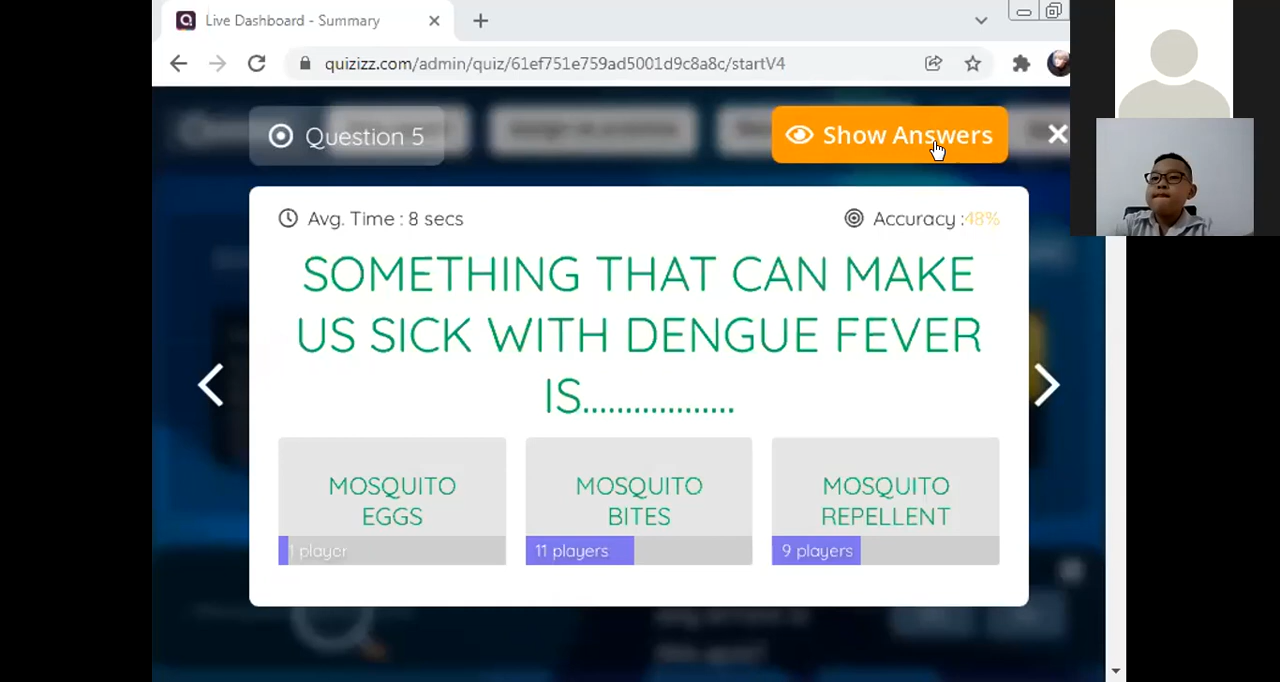 Live Dashboard - Summary
quizizz.com/admin/quiz/61ef751e759ad5001d9c8a8c/startV4
Question 5
Show Answers
Avg. Time : 8 secs
Accuracy :48%
SOMETHING THAT CAN MAKE
US SICK WITH DENGUE FEVER
IS..................
MOSQUITO
EGGS
1 player
MOSQUITO
BITES
11 players
MOSQUITO
REPELLENT
9 players